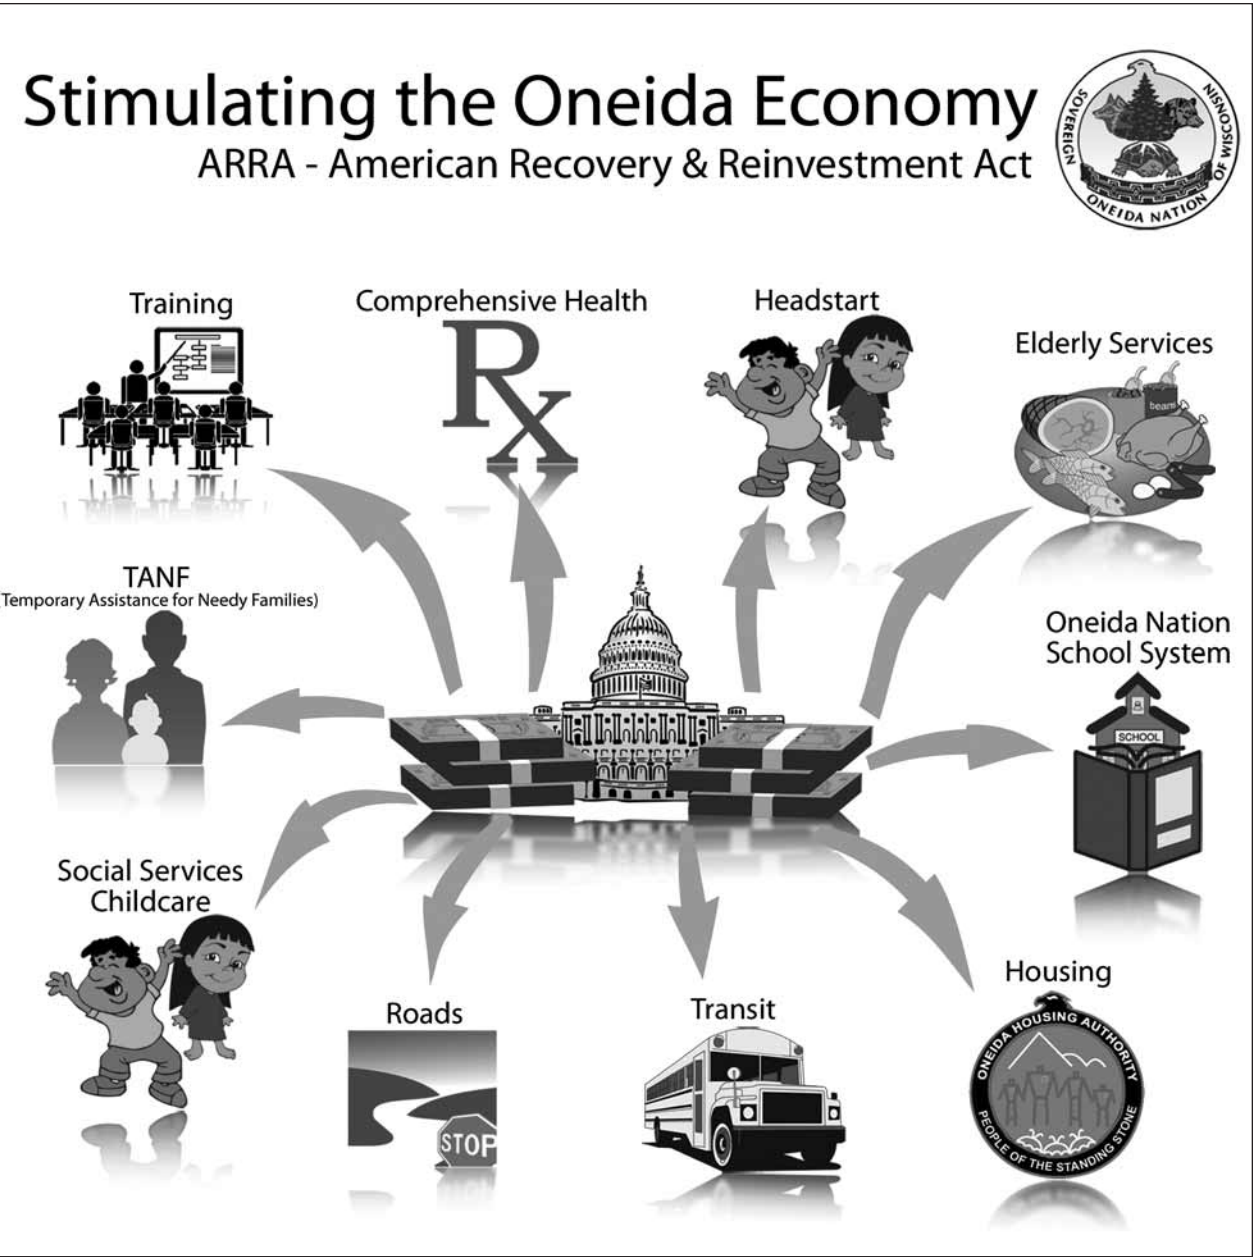 Stimulating the Oneida Economy
ARRA - American Recovery & Reinvestment Act
SOVEREIGN
ONEIDA NATION
OF WISCONSIN
Training
Comprehensive Health
Rx
Headstart
Elderly Services
beans
TANF
(Temporary Assistance for Needy Families)
Oneida Nation
School System
SCHOOL
Social Services
Childcare
Roads
STOP
Transit
Housing
ONEIDA HOUSING AUTHORITY
PEOPLE OF THE STANDING STONE